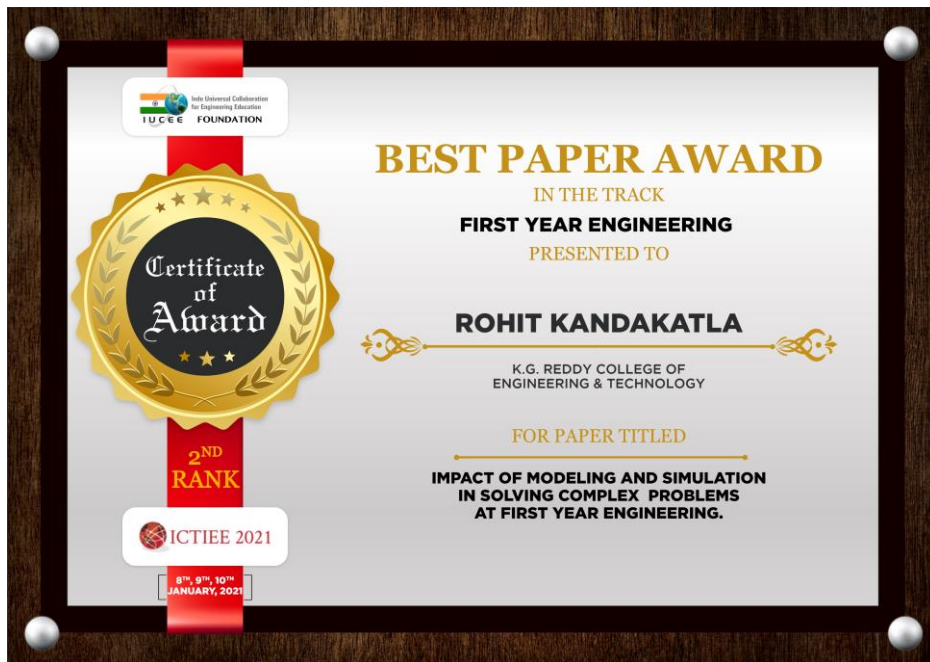 Indo Universal Collaboration
for Engineering Education
IUCEE FOUNDATION
Certificate
of
Award
2ND
RANK
ICTIEE 2021
8TH, 9TH, 10TH
JANUARY, 2021
BEST PAPER AWARD
IN THE TRACK
FIRST YEAR ENGINEERING
PRESENTED TO
ROHIT KANDAKATLA
K.G. REDDY COLLEGE OF
ENGINEERING & TECHNOLOGY
FOR PAPER TITLED
IMPACT OF MODELING AND SIMULATION
IN SOLVING COMPLEX PROBLEMS
AT FIRST YEAR ENGINEERING.